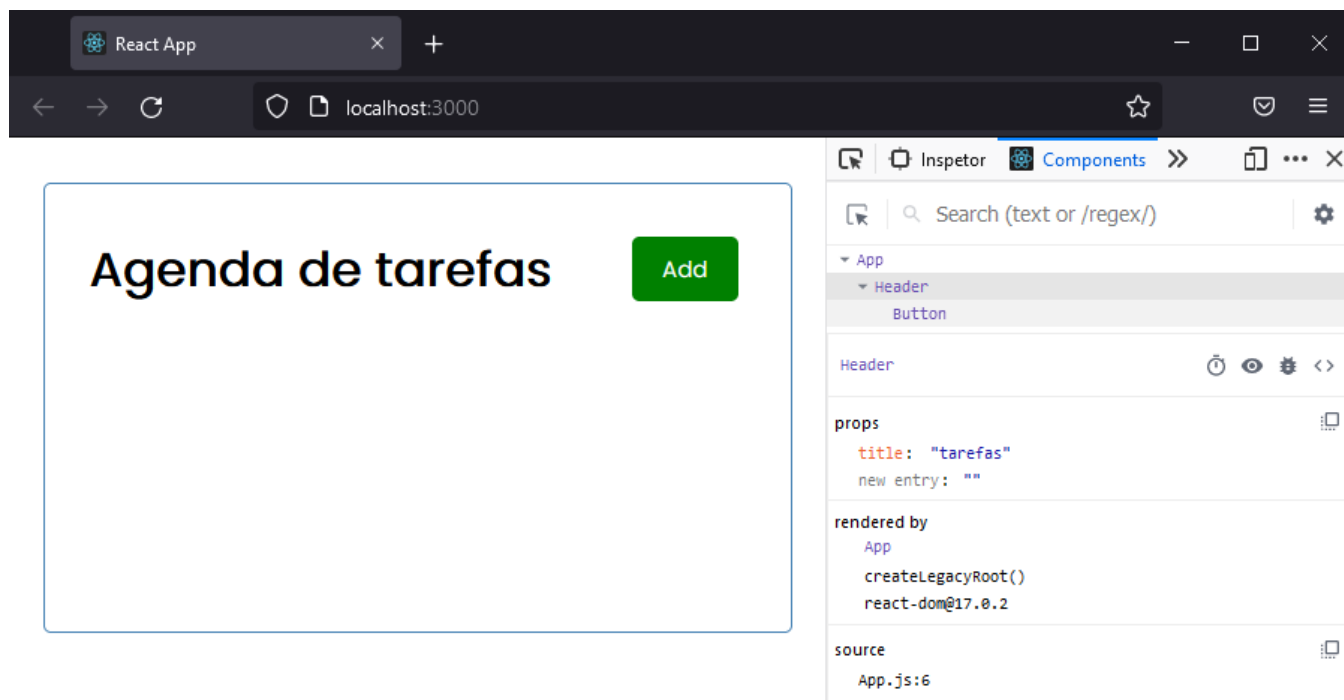 React App
localhost:3000
Inspetor Components
Search (text or /regex/)
Agenda de tarefas Add
App
Header
Button
Header
props
title: "tarefas"
new entry: ""
rendered by
App
createLegacyRoot()
react-dom@17.0.2
source
App.js:6